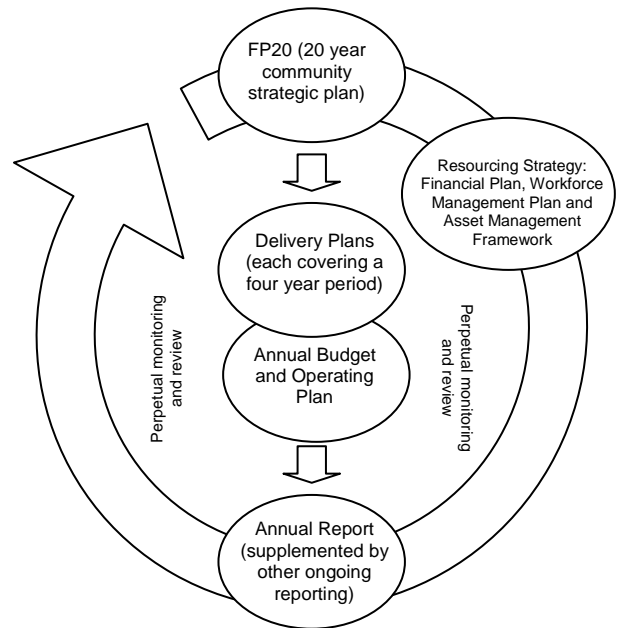 FP20 (20 year
community
strategic plan)
Resourcing Strategy:
Financial Plan, Workforce
Management Plan and
Asset Management
Framework
Delivery Plans
(each covering a
four year period)
Annual Budget
and Operating
Plan
Perpetual monitoring
and review
Perpetual monitoring
and review
Annual Report
(supplemented by
other ongoing
reporting)